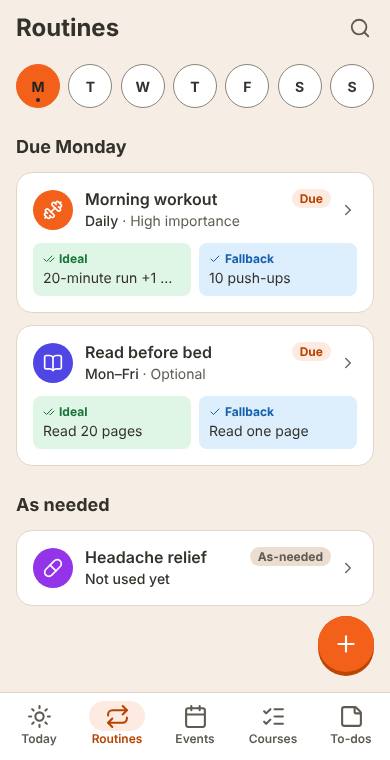 Routines
M T W T F S S
Due Monday
Morning workout
Due
Daily · High importance
Ideal
20-minute run +1 ...
Fallback
10 push-ups
Read before bed
Due
Mon–Fri · Optional
Ideal
Read 20 pages
Fallback
Read one page
As needed
Headache relief
As-needed
Not used yet
Today
Routines
Events
Courses
To-dos